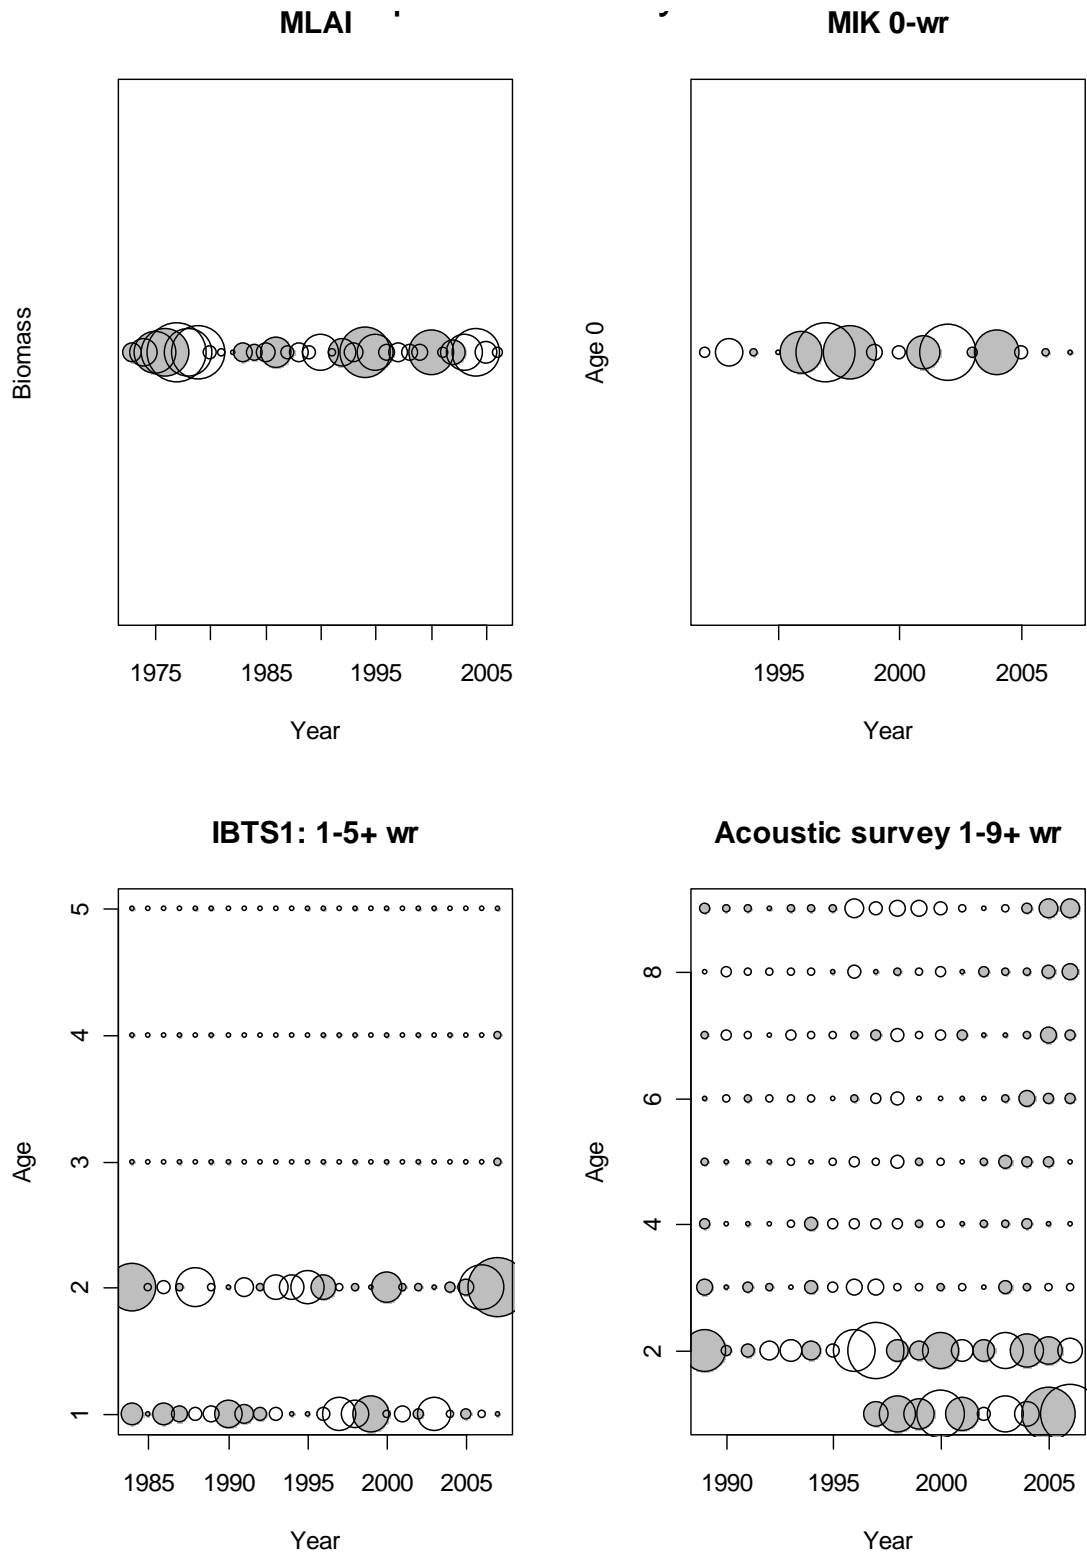 MLAI
MIK 0-wr
Biomass
1975 1985 1995 2005
Year
Age 0
1995 2000 2005
Year
IBTS1: 1-5+ wr
Age
5
4
3
2
1
1985 1990 1995 2000 2005
Year
Acoustic survey 1-9+ wr
Age
8
6
4
2
1990 1995 2000 2005
Year